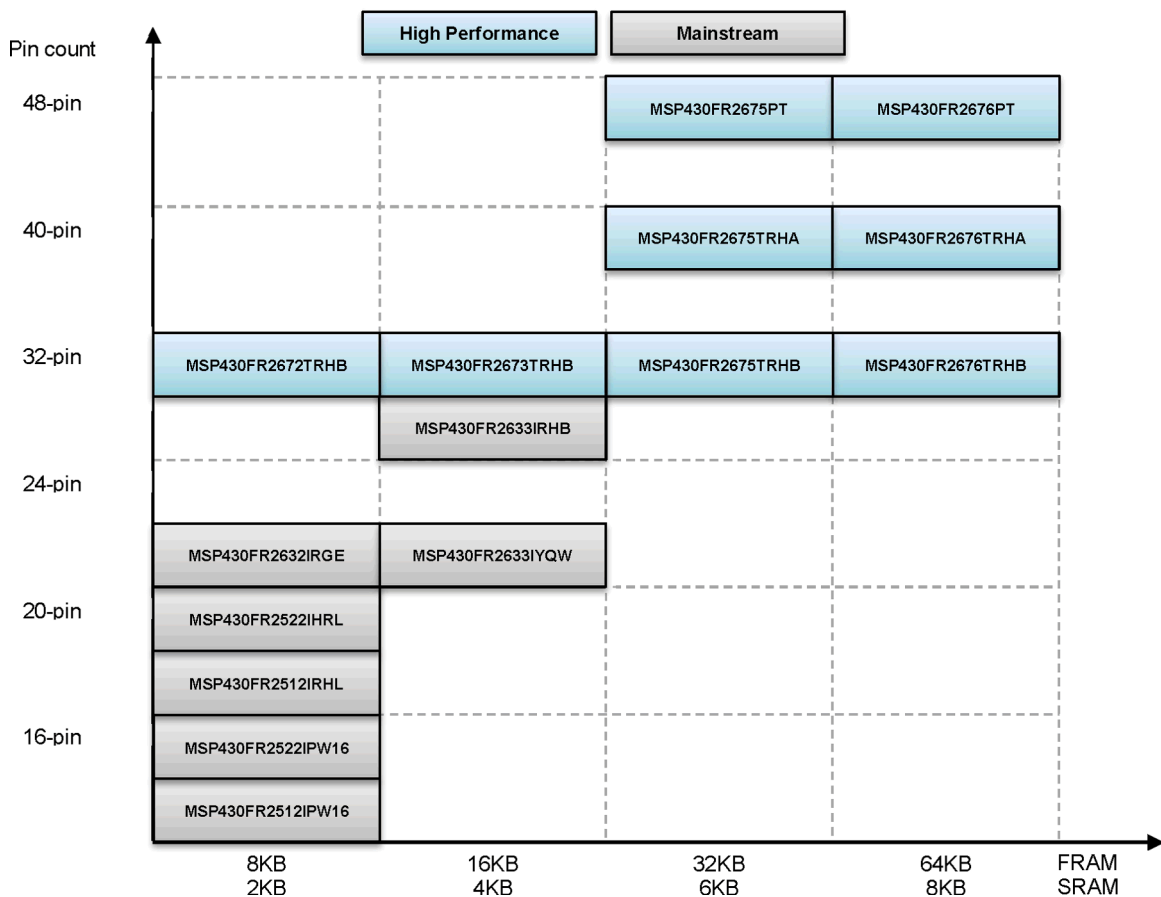 High Performance
Mainstream
Pin count
48-pin
MSP430FR2675PT
MSP430FR2676PT
40-pin
MSP430FR2675TRHA
MSP430FR2676TRHA
32-pin
MSP430FR2672TRHB
MSP430FR2673TRHB
MSP430FR2675TRHB
MSP430FR2676TRHB
MSP430FR2633IRHB
24-pin
MSP430FR2632IRGE
MSP430FR2633IYQW
20-pin
MSP430FR2522IHRL
MSP430FR2512IRHL
16-pin
MSP430FR2522IPW16
MSP430FR2512IPW16
8KB
16KB
32KB
64KB
FRAM
2KB
4KB
6KB
8KB
SRAM